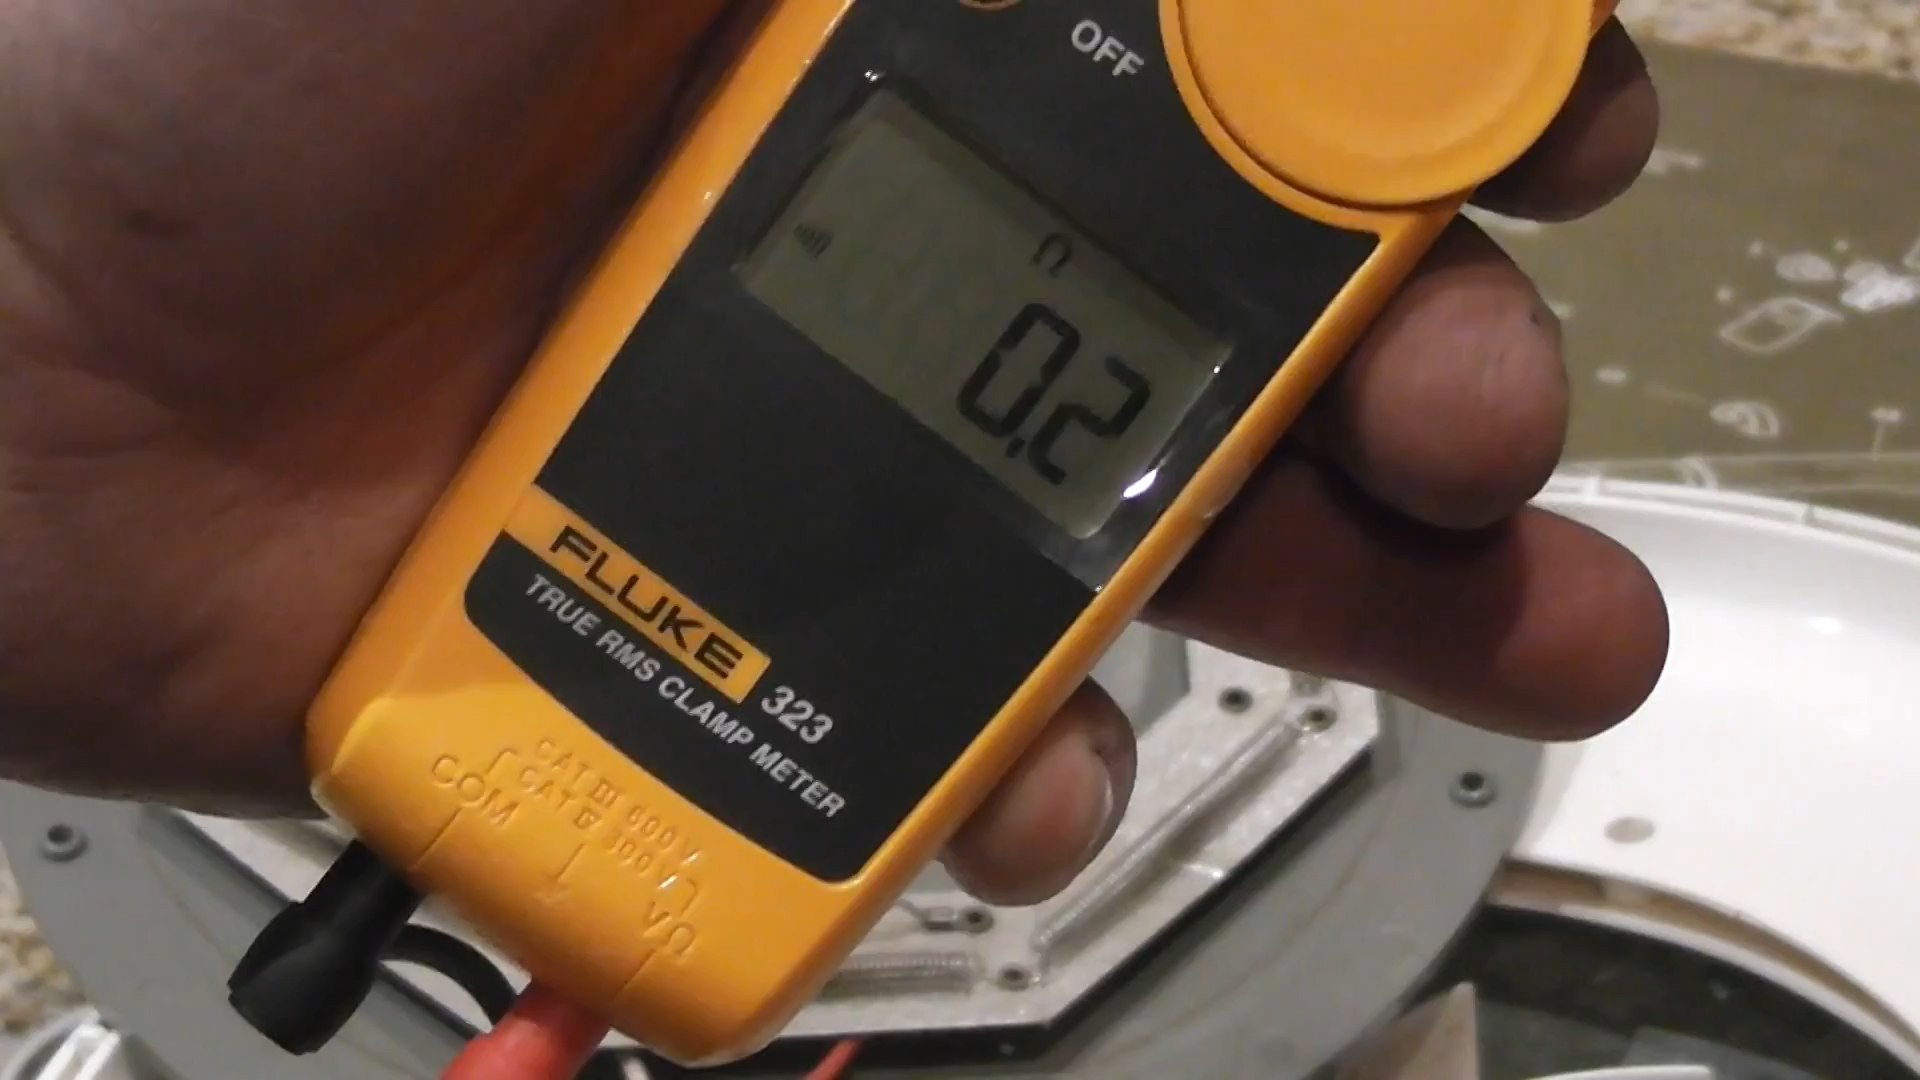 OFF
Ω
0.2
FLUKE 323
TRUE RMS CLAMP METER
CAT III 600 V
COM CAT IV 300 V
VΩ